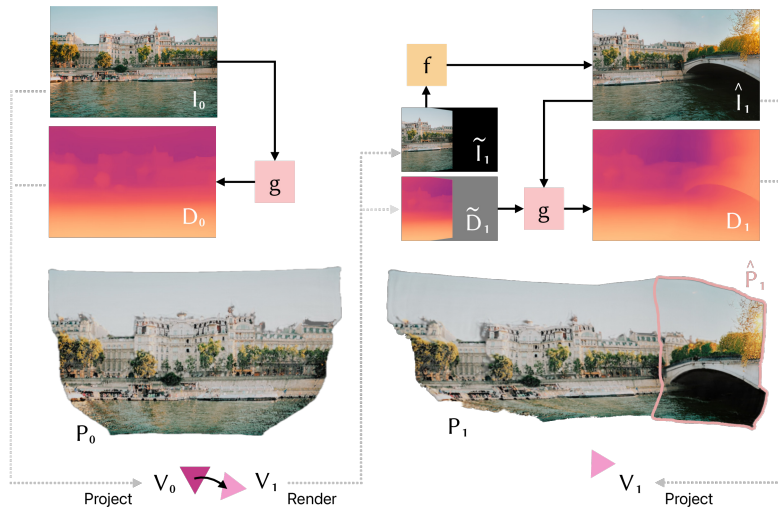 I₀
f
Î₁
Ĩ₁
g
D₀
D̃₁
g
D₁
P̂₁
P₀
P₁
V₀
V₁
Project
Render
V₁
Project